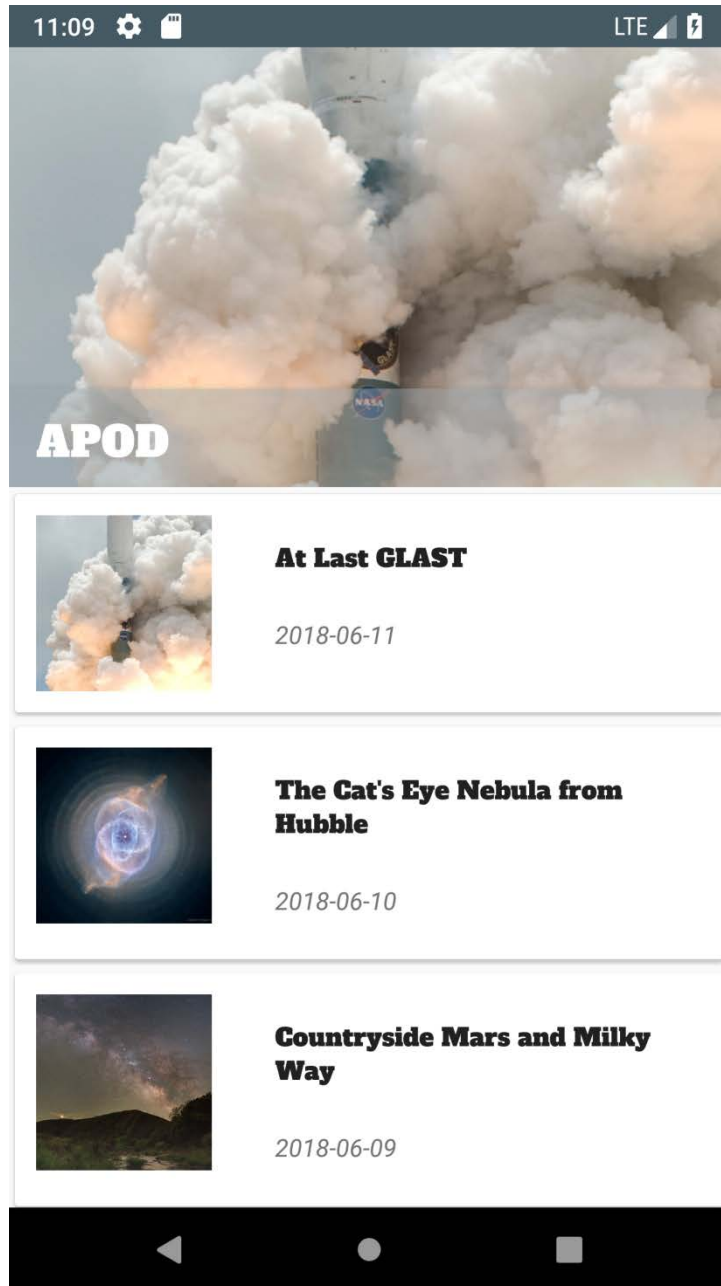 11:09
LTE
NASA
APOD
At Last GLAST
2018-06-11
The Cat's Eye Nebula from
Hubble
2018-06-10
Countryside Mars and Milky
Way
2018-06-09